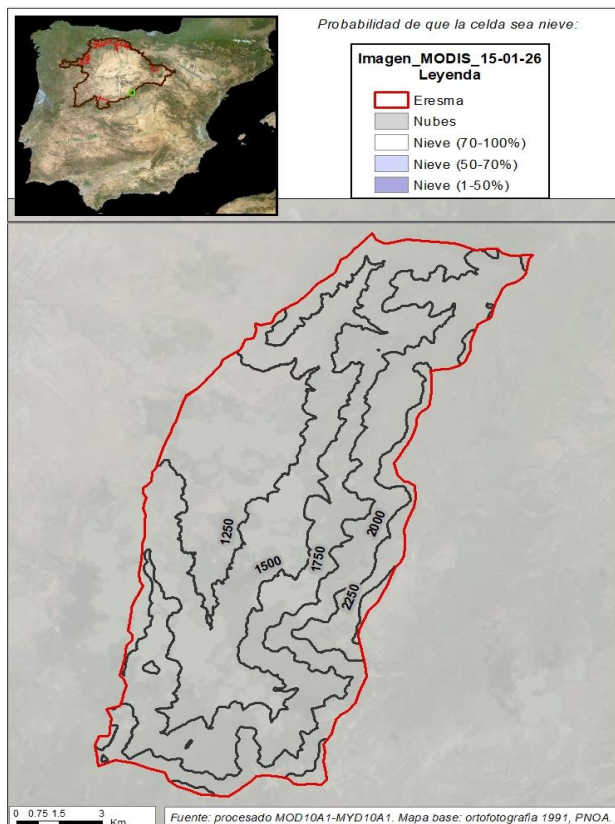 Probabilidad de que la celda sea nieve:
Imagen_MODIS_15-01-26
Leyenda
Eresma
Nubes
Nieve (70-100%)
Nieve (50-70%)
Nieve (1-50%)
1250
1500
1750
2000
2250
0 0.75 1.5 3
Km
Fuente: procesado MOD10A1-MYD10A1. Mapa base: ortofotografía 1991, PNOA.